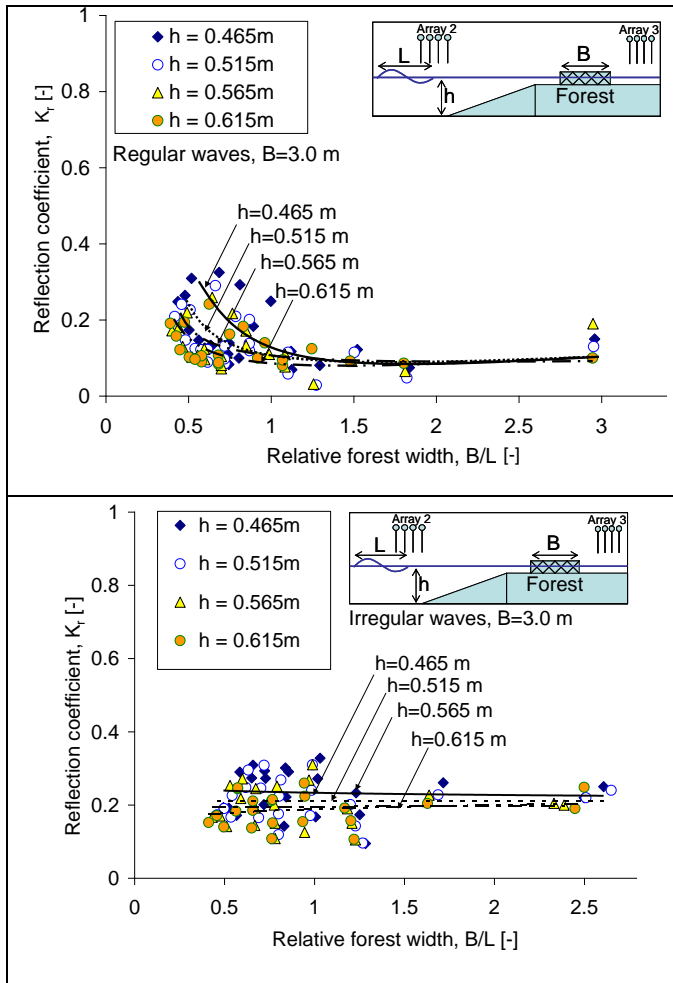 h = 0.465m
h = 0.515m
h = 0.565m
h = 0.615m
Regular waves, B=3.0 m
Array 2
Array 3
L
B
h
Forest
h=0.465 m
h=0.515 m
h=0.565 m
h=0.615 m
Reflection coefficient, Kr [-]
1
0.8
0.6
0.4
0.2
0
0
0.5
1
1.5
2
2.5
3
Relative forest width, B/L [-]
h = 0.465m
h = 0.515m
h = 0.565m
h = 0.615m
Array 2
Array 3
L
B
h
Forest
Irregular waves, B=3.0 m
h=0.465 m
h=0.515 m
h=0.565 m
h=0.615 m
Reflection coefficient, Kr [-]
1
0.8
0.6
0.4
0.2
0
0
0.5
1
1.5
2
2.5
Relative forest width, B/L [-]